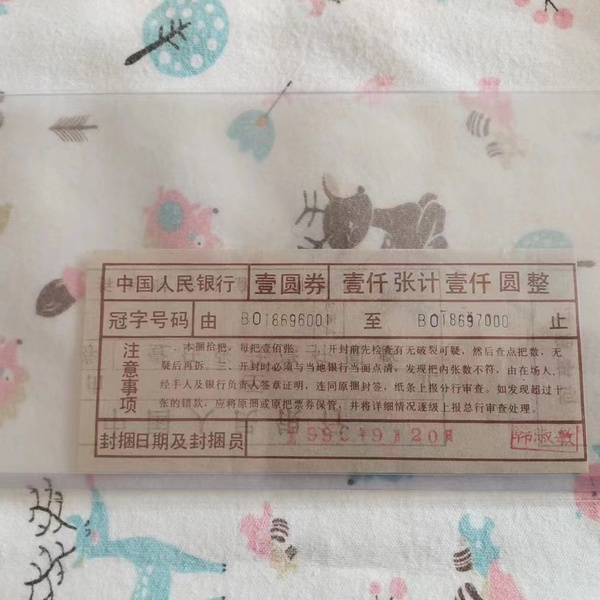 中国人民银行 壹圆券 壹仟张计壹仟圆整
冠字号码 由 BO18696001 至 BO18697000 止
注意事项
一、本捆拾把,每把壹佰张。二、开封前先检查有无破裂可疑,然后查点把数,无
疑后再拆。三、开封时必须与当地银行当面点清,发现把内张数不符,由在场人、
经手人及银行负责人签章证明,连同原捆封签,纸条上报分行审查。如发现超过十
张的错款,应将原捆或原把票券保管,并将详细情况逐级上报总行审查处理。
封捆日期及封捆员 199 9月20日